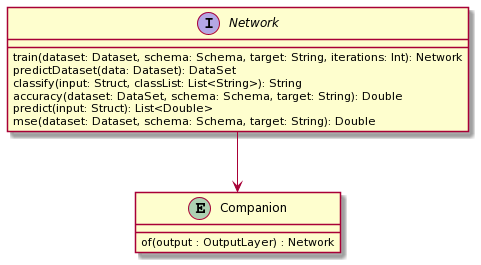 I Network
train(dataset: Dataset, schema: Schema, target: String, iterations: Int): Network
predictDataset(data: Dataset): DataSet
classify(input: Struct, classList: List<String>): String
accuracy(dataset: DataSet, schema: Schema, target: String): Double
predict(input: Struct): List<Double>
mse(dataset: Dataset, schema: Schema, target: String): Double
E Companion
of(output : OutputLayer) : Network